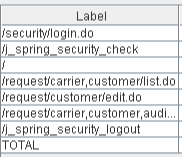 Label
/security/login.do
/j_spring_security_check
/
/request/carrier,customer/list.do
/request/customer/edit.do
/request/carrier,customer,audi...
/j_spring_security_logout
TOTAL